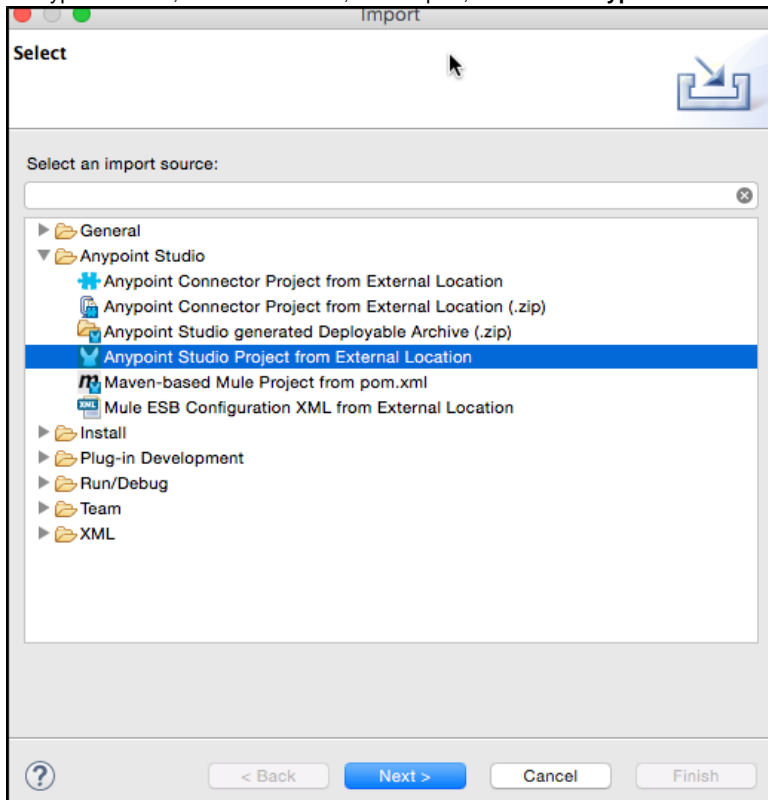 Import
Select
Select an import source:
General
Anypoint Studio
Anypoint Connector Project from External Location
Anypoint Connector Project from External Location (.zip)
Anypoint Studio generated Deployable Archive (.zip)
Anypoint Studio Project from External Location
Maven-based Mule Project from pom.xml
Mule ESB Configuration XML from External Location
Install
Plug-in Development
Run/Debug
Team
XML
? < Back Next > Cancel Finish